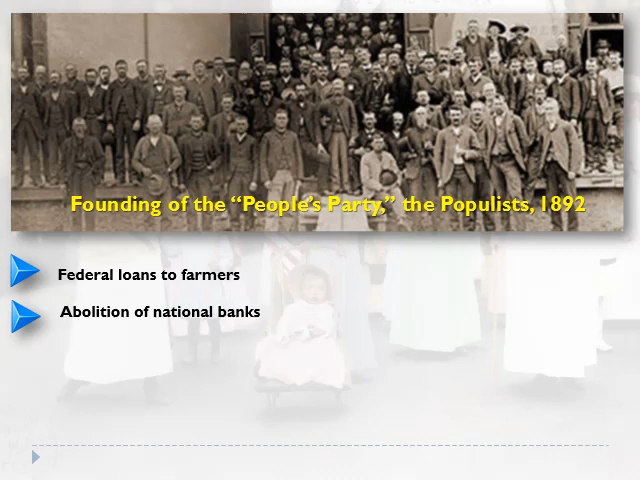 Founding of the “People’s Party,” the Populists, 1892
Federal loans to farmers
Abolition of national banks